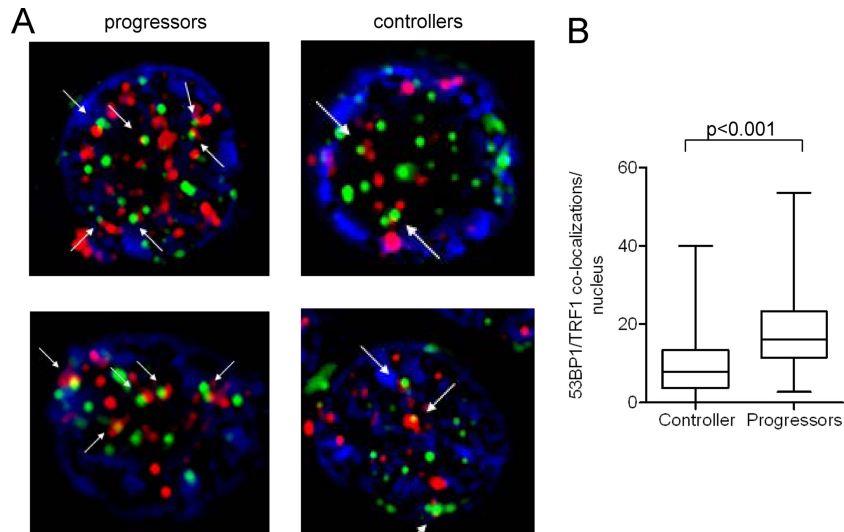 A
progressors
controllers
B
p<0.001
53BP1/TRF1 co-localizations/
nucleus
60
40
20
0
Controller
Progressors